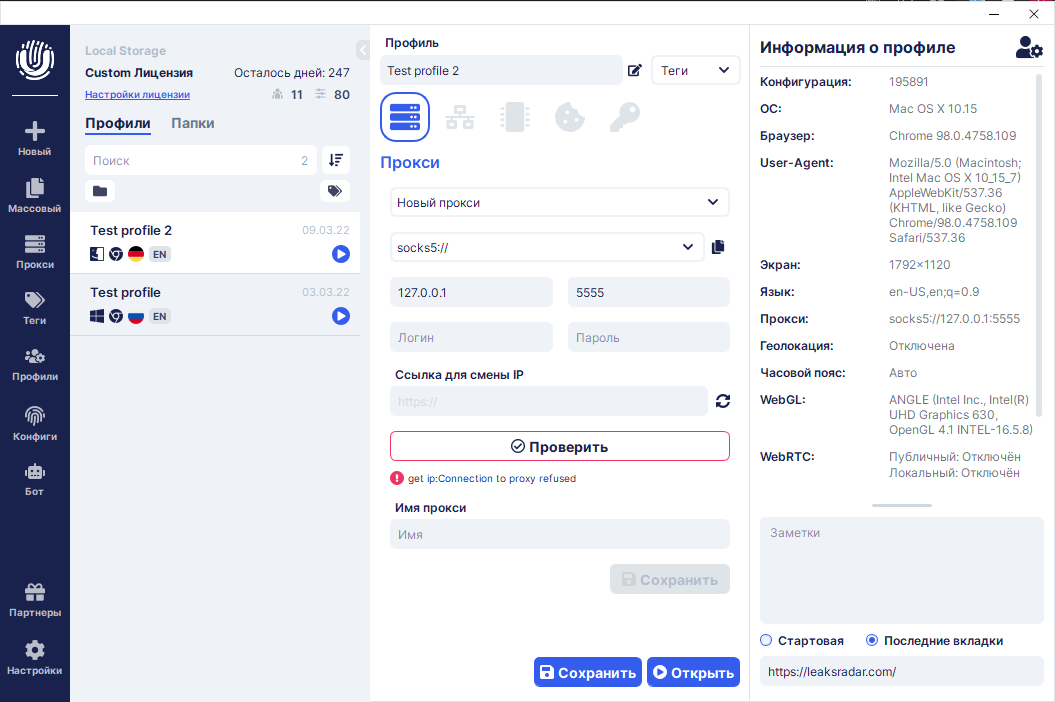 Новый
Массовый
Прокси
Теги
Профили
Конфиги
Бот
Партнеры
Настройки
Local Storage
Custom Лицензия Осталось дней: 247
Настройки лицензии 11 80
Профили Папки
Поиск 2
Test profile 2 09.03.22
EN
Test profile 03.03.22
EN
Профиль
Test profile 2 Теги
Прокси
Новый прокси
socks5://
127.0.0.1 5555
Логин Пароль
Ссылка для смены IP
https://
Проверить
get ip:Connection to proxy refused
Имя прокси
Имя
Сохранить
Сохранить Открыть
Информация о профиле
Конфигурация: 195891
ОС: Mac OS X 10.15
Браузер: Chrome 98.0.4758.109
User-Agent: Mozilla/5.0 (Macintosh;
Intel Mac OS X 10_15_7)
AppleWebKit/537.36
(KHTML, like Gecko)
Chrome/98.0.4758.109
Safari/537.36
Экран: 1792×1120
Язык: en-US,en;q=0.9
Прокси: socks5://127.0.0.1:5555
Геолокация: Отключена
Часовой пояс: Авто
WebGL: ANGLE (Intel Inc., Intel(R)
UHD Graphics 630,
OpenGL 4.1 INTEL-16.5.8)
WebRTC: Публичный: Отключён
Локальный: Отключён
Заметки
Стартовая Последние вкладки
https://leaksradar.com/